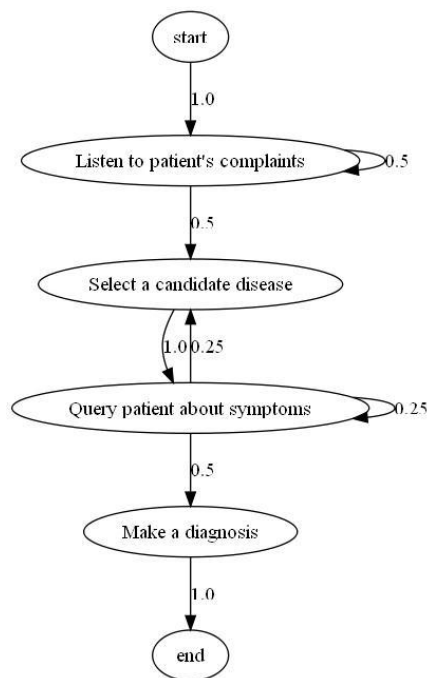 start
1.0
Listen to patient's complaints
0.5
0.5
Select a candidate disease
1.0
0.25
Query patient about symptoms
0.25
0.5
Make a diagnosis
1.0
end